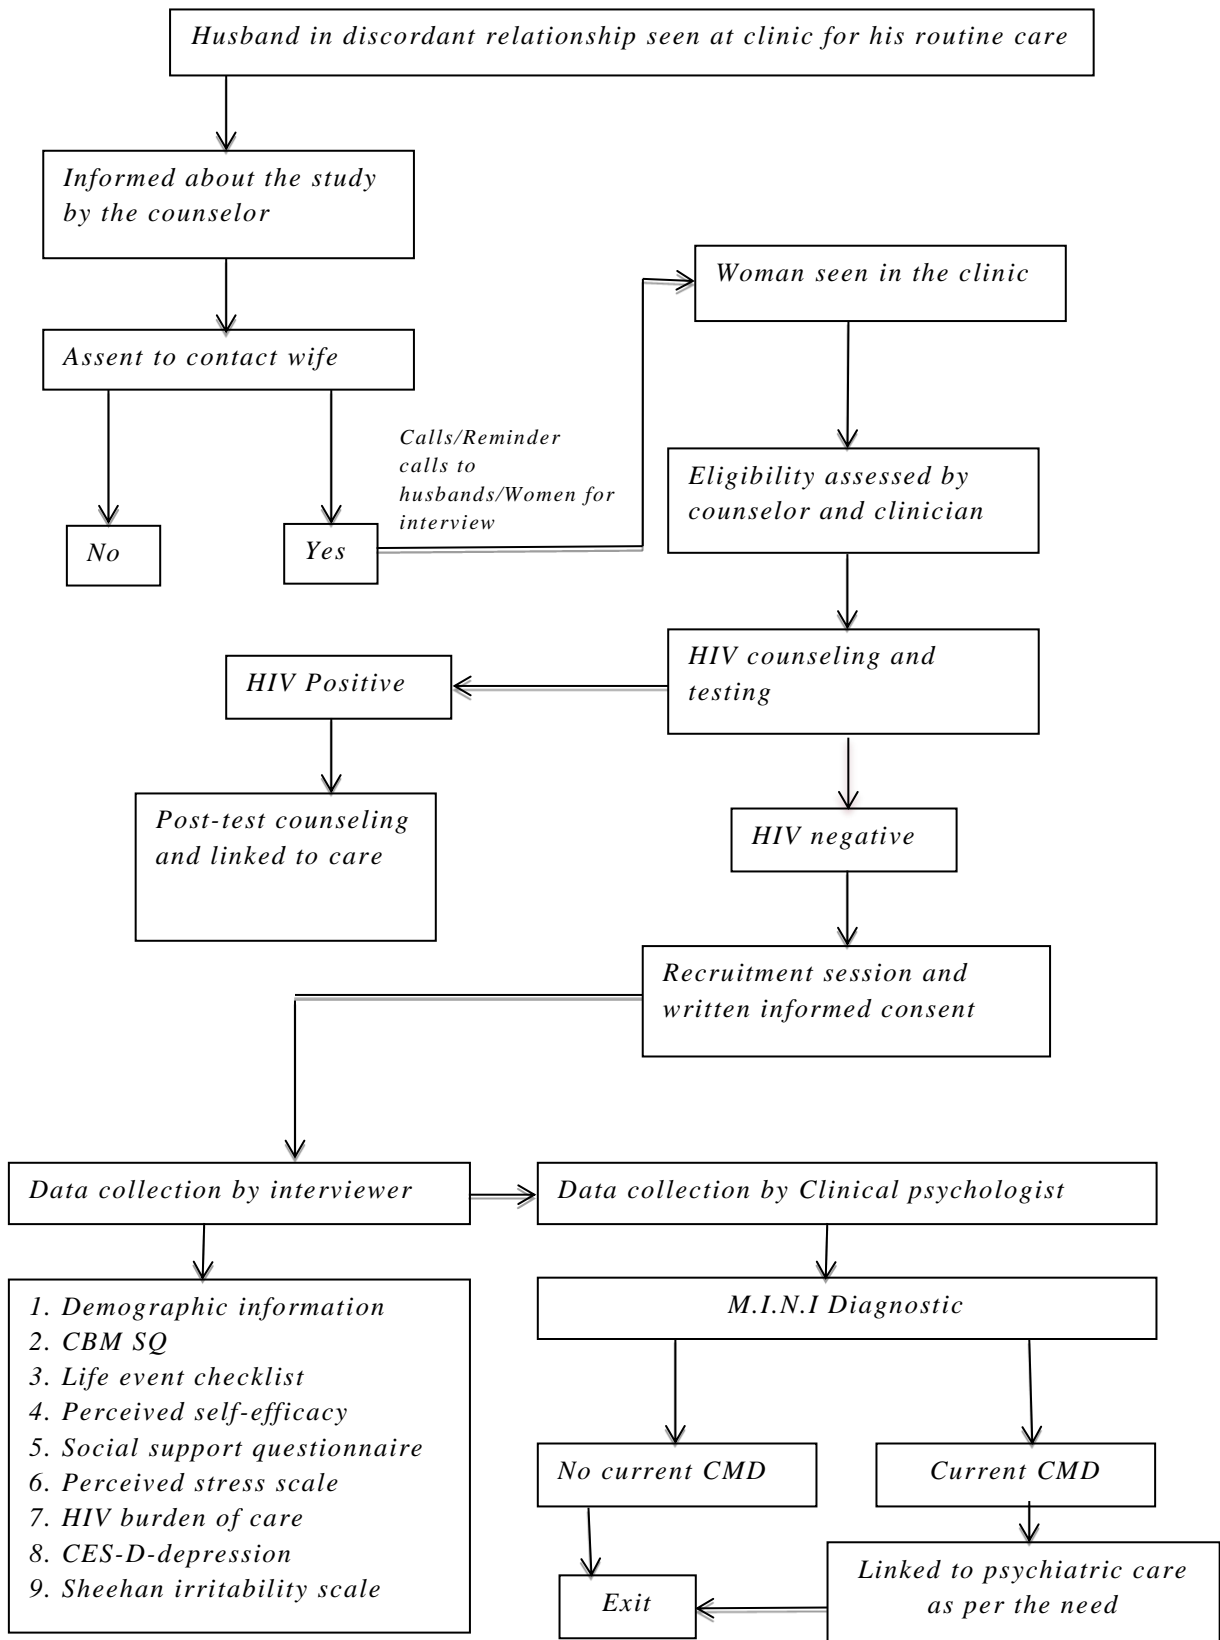 Husband in discordant relationship seen at clinic for his routine care
Informed about the study
by the counselor
Woman seen in the clinic
Assent to contact wife
Calls/Reminder
calls to
husbands/Women for
interview
Eligibility assessed by
counselor and clinician
No
Yes
HIV counseling and
testing
HIV Positive
Post-test counseling
and linked to care
HIV negative
Recruitment session and
written informed consent
Data collection by interviewer
Data collection by Clinical psychologist
1. Demographic information
2. CBM SQ
3. Life event checklist
4. Perceived self-efficacy
5. Social support questionnaire
6. Perceived stress scale
7. HIV burden of care
8. CES-D-depression
9. Sheehan irritability scale
M.I.N.I Diagnostic
No current CMD
Current CMD
Linked to psychiatric care
as per the need
Exit